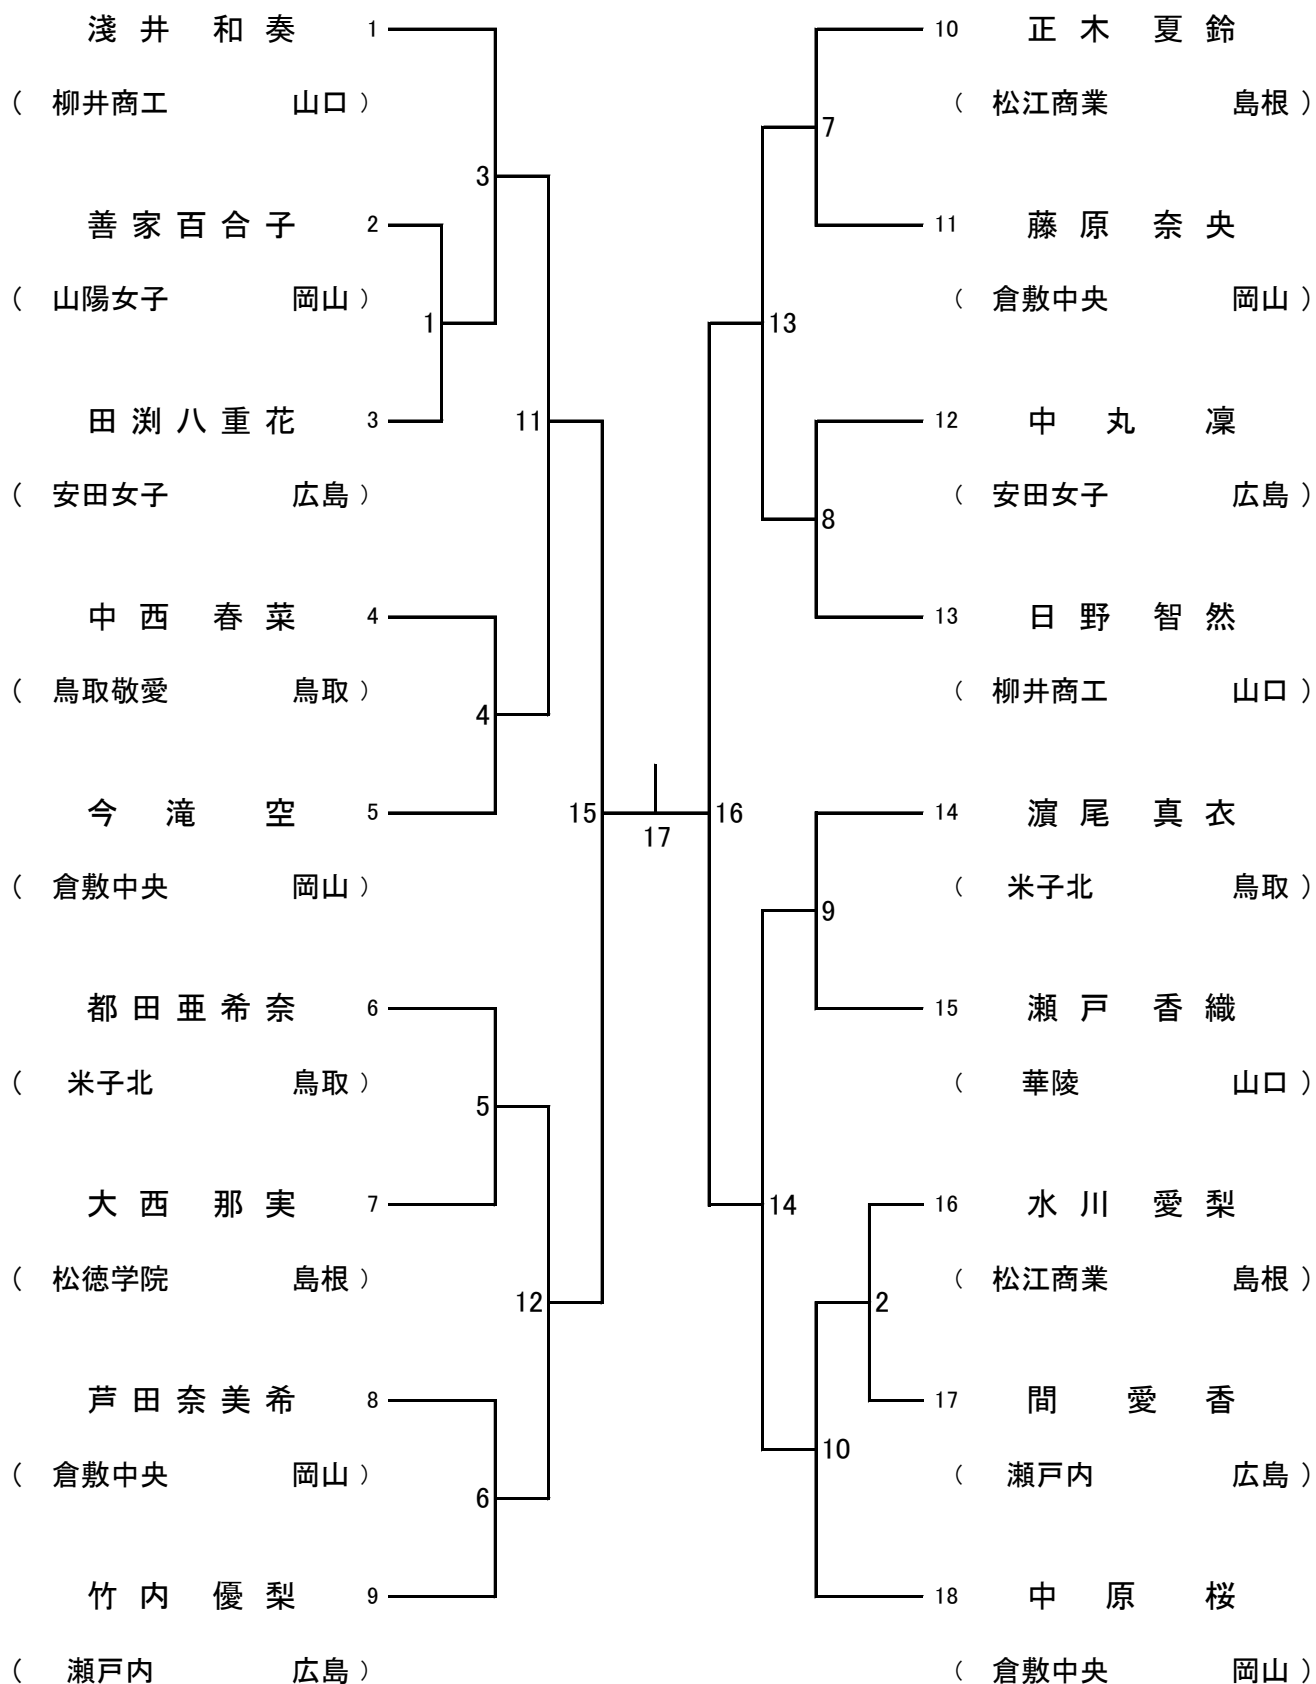 淺井 和奏 1
( 柳井商工 山口 )
3
善家百合子 2
( 山陽女子 岡山 )
1
田渕八重花 3
11
( 安田女子 広島 )
中西 春菜 4
( 鳥取敬愛 鳥取 )
4
今滝 空 5
15
17
( 倉敷中央 岡山 )
都田亜希奈 6
( 米子北 鳥取 )
5
大西 那実 7
( 松徳学院 島根 )
12
芦田奈美希 8
( 倉敷中央 岡山 )
6
竹内 優梨 9
( 瀬戸内 広島 )
10 正木 夏鈴
( 松江商業 島根 )
7
11 藤原 奈央
( 倉敷中央 岡山 )
13
12 中丸 凜
( 安田女子 広島 )
8
13 日野 智然
( 柳井商工 山口 )
16
14 濵尾 真衣
( 米子北 鳥取 )
9
15 瀬戸 香織
( 華陵 山口 )
14
16 水川 愛梨
( 松江商業 島根 )
2
17 間 愛香
10
( 瀬戸内 広島 )
18 中原 桜
( 倉敷中央 岡山 )